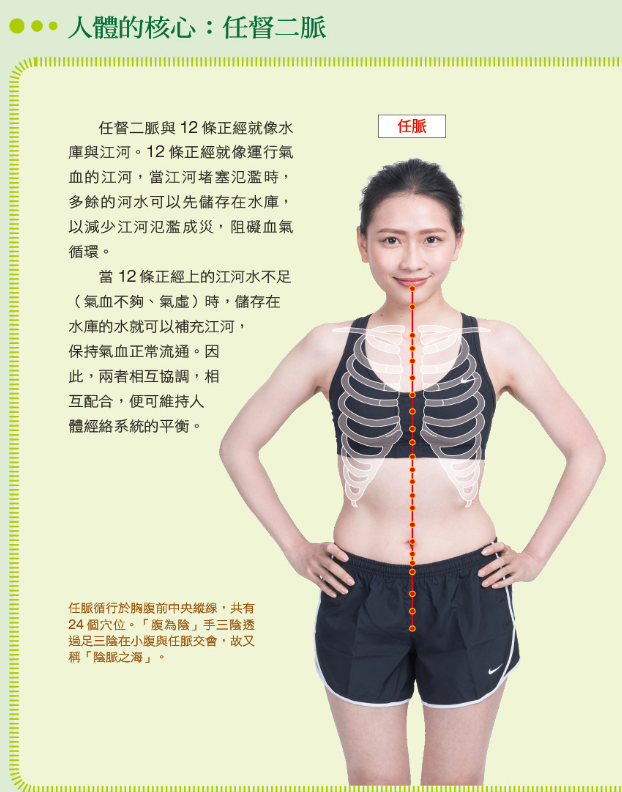 人體的核心：任督二脈
任督二脈與 12 條正經就像水
庫與江河。12 條正經就像運行氣
血的江河，當江河堵塞氾濫時，
多餘的河水可以先儲存在水庫，
以減少江河氾濫成災，阻礙血氣
循環。
當 12 條正經上的江河水不足
（氣血不夠、氣虛）時，儲存在
水庫的水就可以補充江河，
保持氣血正常流通。因
此，兩者相互協調，相
互配合，便可維持人
體經絡系統的平衡。
任脈
任脈循行於胸腹前中央縱線，共有
24 個穴位。「腹為陰」手三陰透
過足三陰在小腹與任脈交會，故又
稱「陰脈之海」。